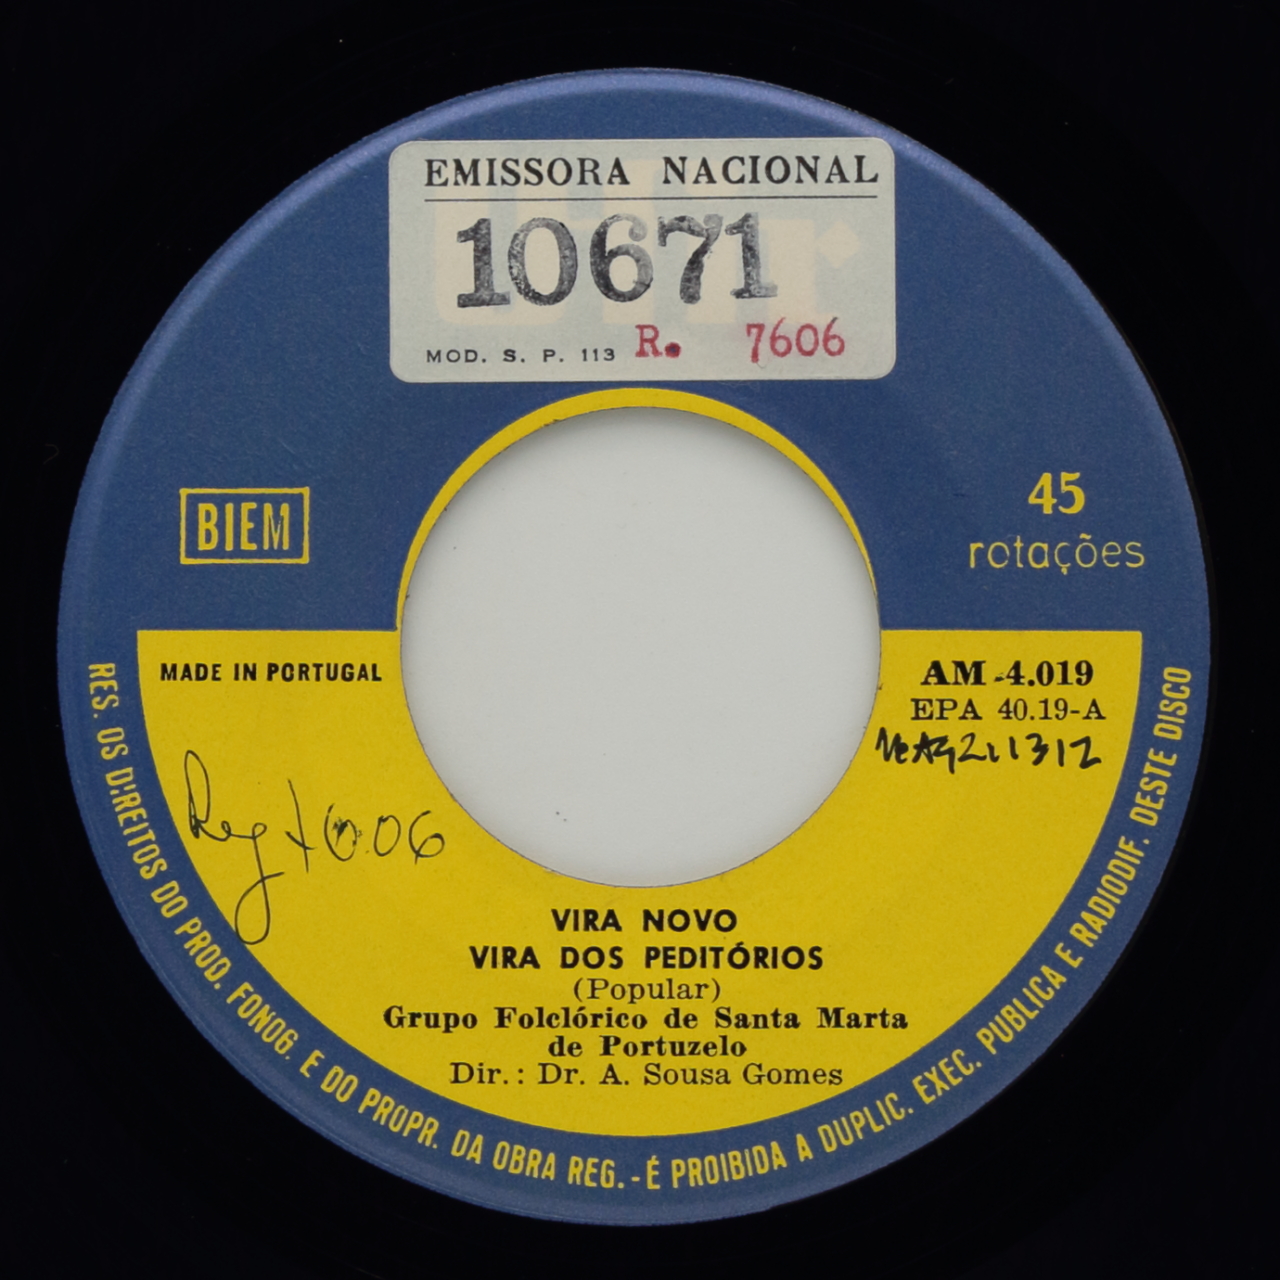 EMISSORA NACIONAL
10671
MOD. S. P. 113 R. 7606
BIEM
45
rotações
MADE IN PORTUGAL
AM -4.019
EPA 40.19-A
Reg
VIRA NOVO
VIRA DOS PEDITÓRIOS
(Popular)
Grupo Folclórico de Santa Marta
de Portuzelo
Dir.: Dr. A. Sousa Gomes
RES. OS DIREITOS DO PROD. FONOG. E DO PROPR. DA OBRA REG.-É PROIBIDA A DUPLIC. EXEC. PUBLICA E RADIODIF. DESTE DISCO